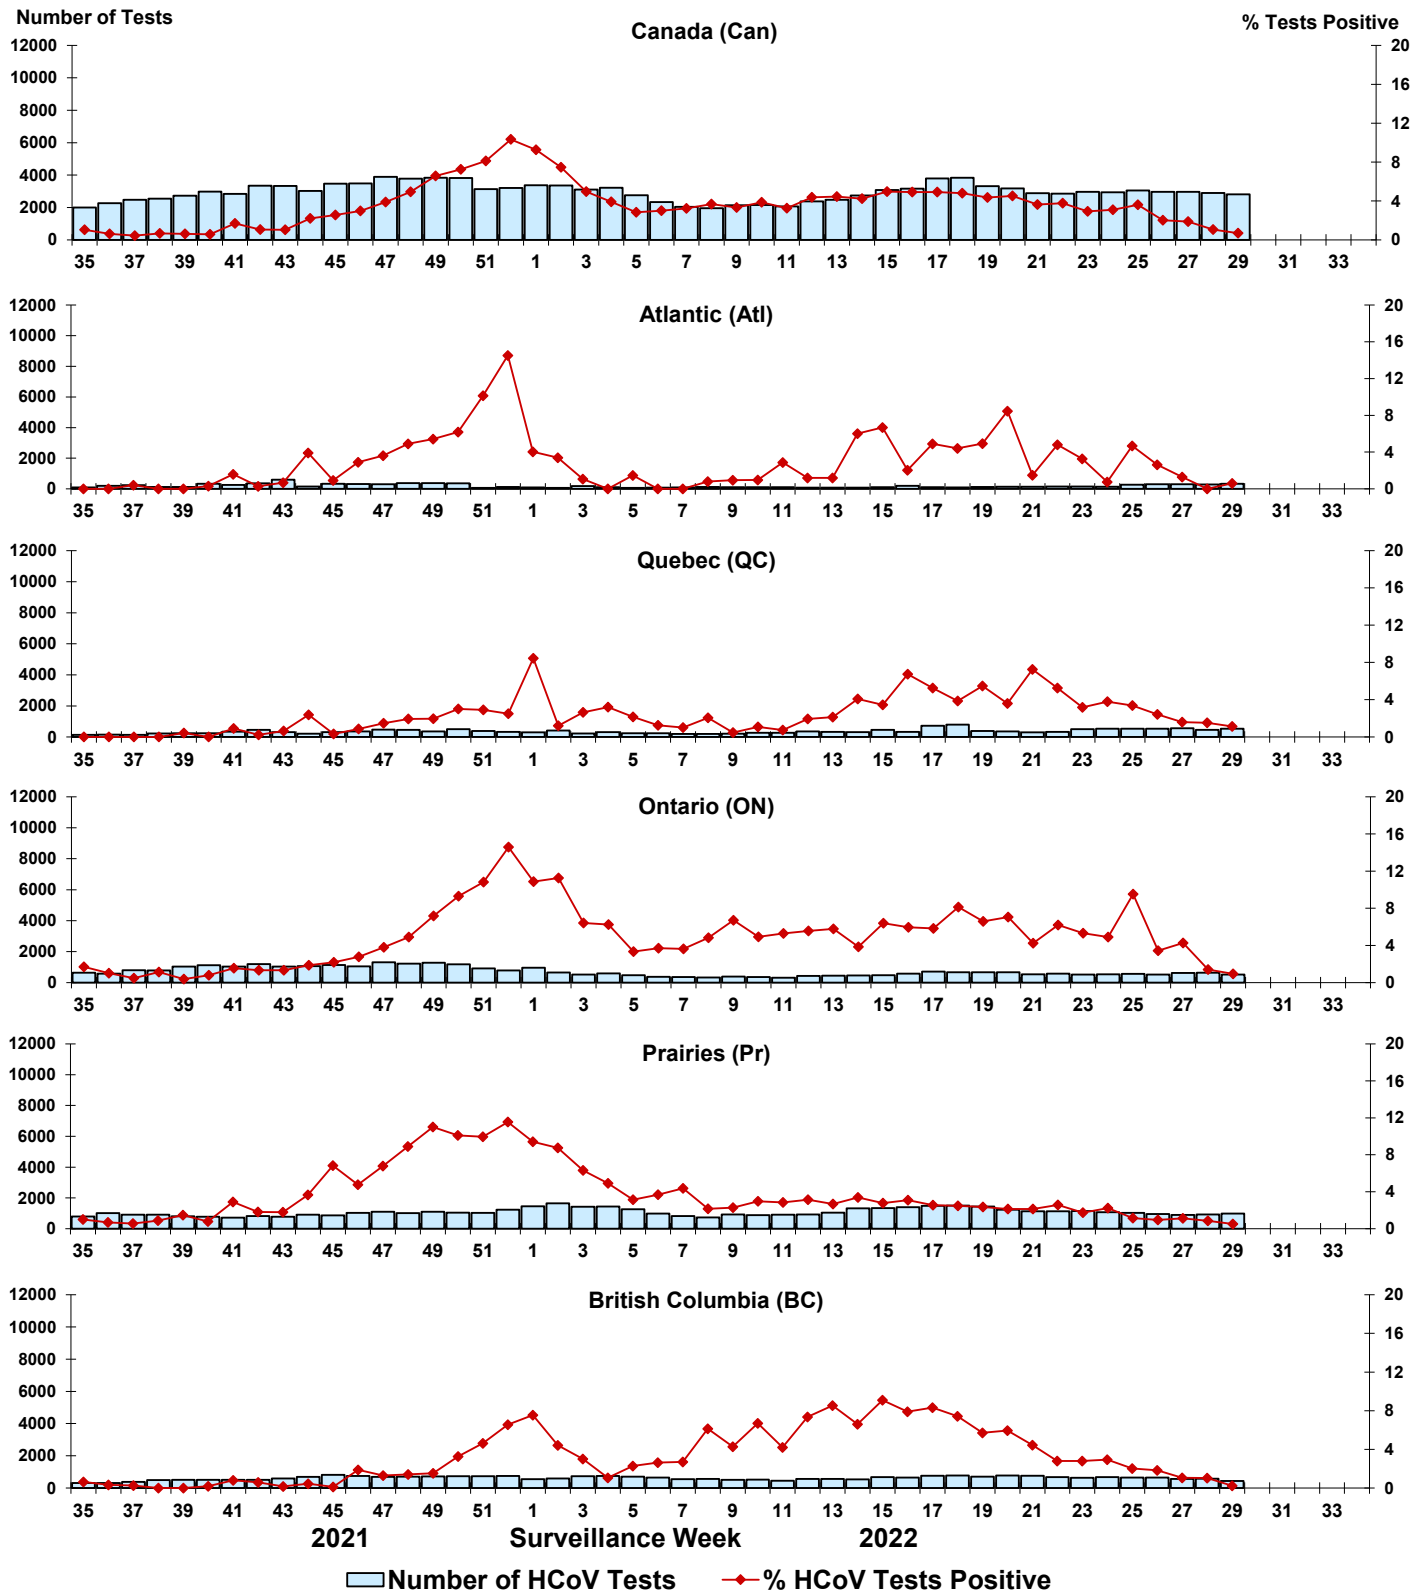 Number of Tests
Canada (Can)
% Tests Positive
12000 10000 8000 6000 4000 2000 0
20 16 12 8 4 0
35 37 39 41 43 45 47 49 51 1 3 5 7 9 11 13 15 17 19 21 23 25 27 29 31 33
Atlantic (Atl)
12000 10000 8000 6000 4000 2000 0
20 16 12 8 4 0
35 37 39 41 43 45 47 49 51 1 3 5 7 9 11 13 15 17 19 21 23 25 27 29 31 33
Quebec (QC)
12000 10000 8000 6000 4000 2000 0
20 16 12 8 4 0
35 37 39 41 43 45 47 49 51 1 3 5 7 9 11 13 15 17 19 21 23 25 27 29 31 33
Ontario (ON)
12000 10000 8000 6000 4000 2000 0
20 16 12 8 4 0
35 37 39 41 43 45 47 49 51 1 3 5 7 9 11 13 15 17 19 21 23 25 27 29 31 33
Prairies (Pr)
12000 10000 8000 6000 4000 2000 0
20 16 12 8 4 0
35 37 39 41 43 45 47 49 51 1 3 5 7 9 11 13 15 17 19 21 23 25 27 29 31 33
British Columbia (BC)
12000 10000 8000 6000 4000 2000 0
20 16 12 8 4 0
35 37 39 41 43 45 47 49 51 1 3 5 7 9 11 13 15 17 19 21 23 25 27 29 31 33
2021 Surveillance Week 2022
Number of HCoV Tests % HCoV Tests Positive